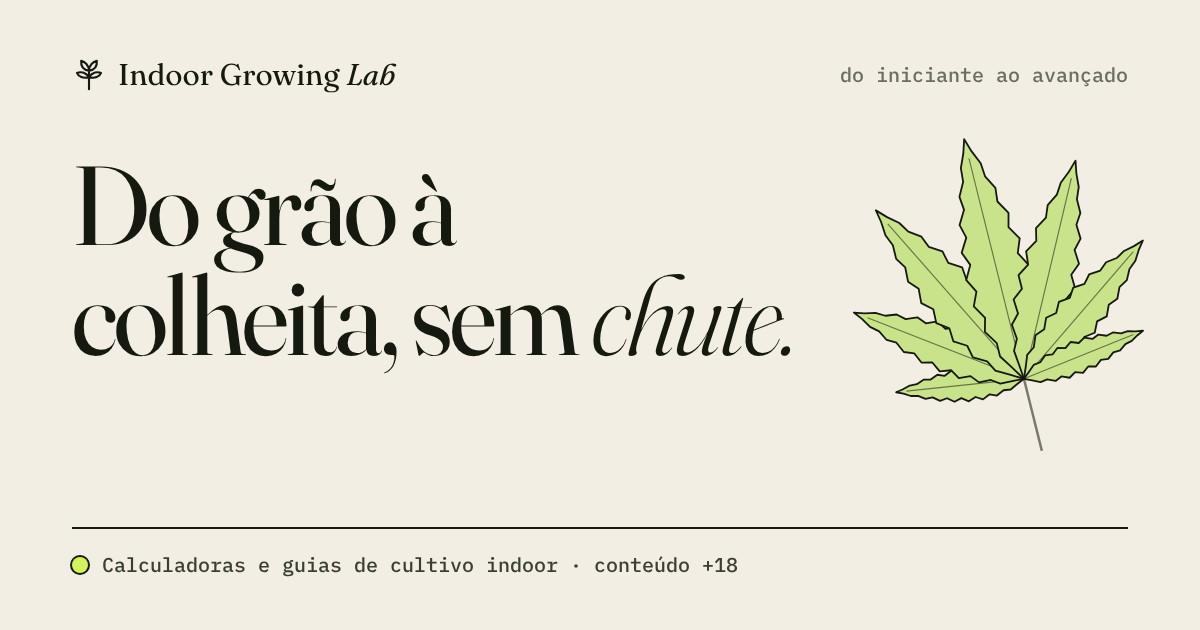 Indoor Growing Lab
do iniciante ao avançado
Do grão à
colheita, sem chute.
Calculadoras e guias de cultivo indoor · conteúdo +18